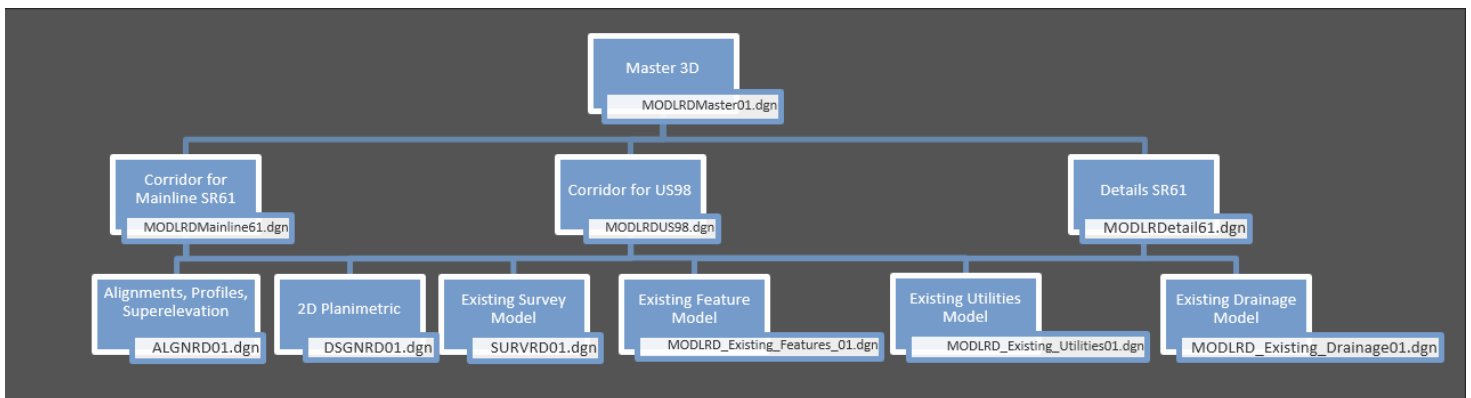 Master 3D
MODLRDMaster01.dgn
Corridor for
Mainline SR61
MODLRDMainline61.dgn
Corridor for US98
MODLRDUS98.dgn
Details SR61
MODLRDetail61.dgn
Alignments, Profiles,
Superelevation
ALGNRD01.dgn
2D Planimetric
DSGNRD01.dgn
Existing Survey
Model
SURVRD01.dgn
Existing Feature
Model
MODLRD_Existing_Features_01.dgn
Existing Utilities
Model
MODLRD_Existing_Utilities01.dgn
Existing Drainage
Model
MODLRD_Existing_Drainage01.dgn